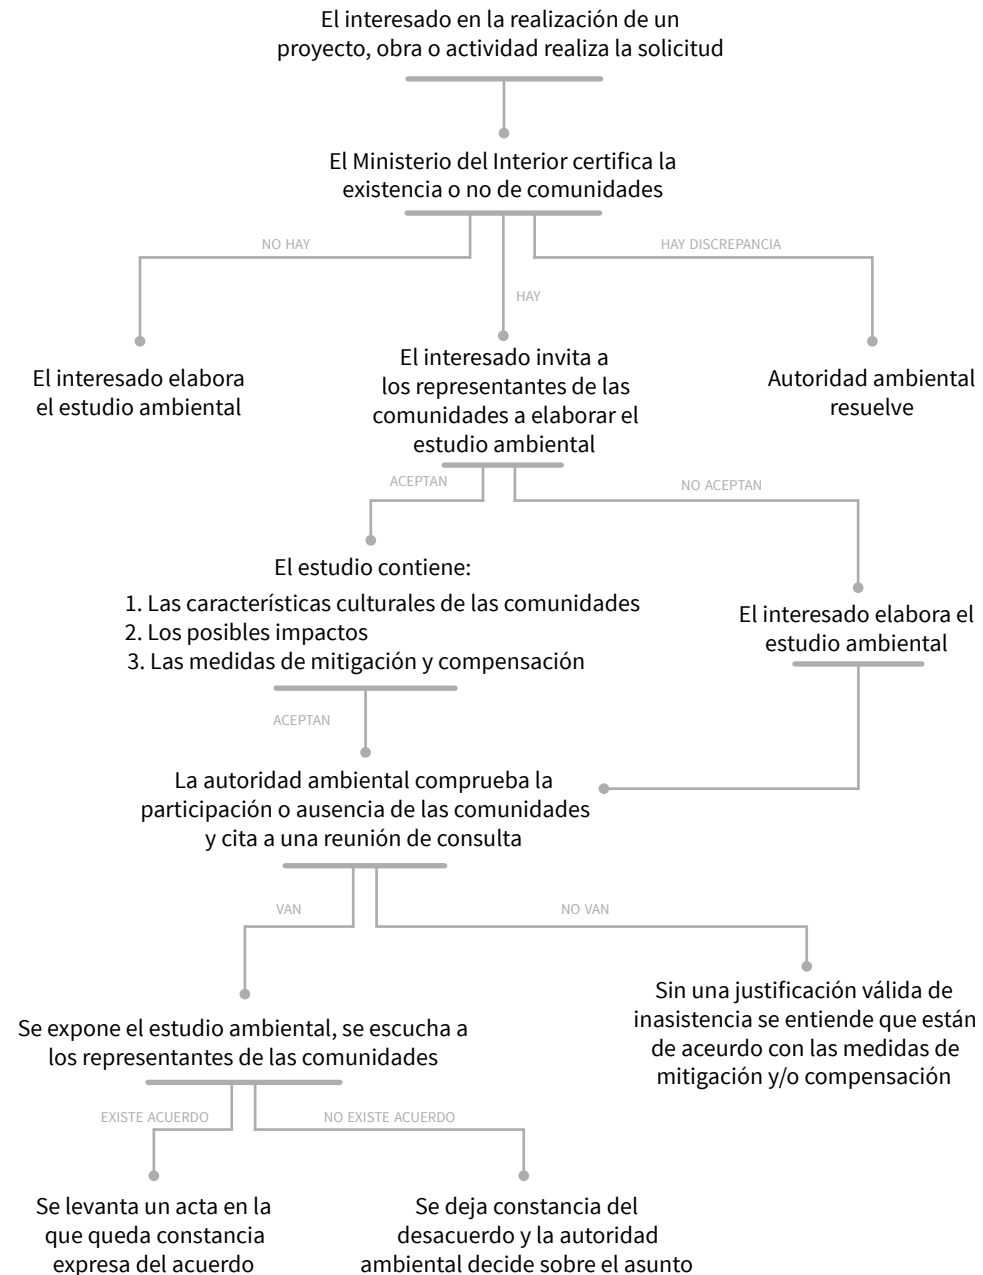 El interesado en la realización de un
proyecto, obra o actividad realiza la solicitud
El Ministerio del Interior certifica la
existencia o no de comunidades
NO HAY
HAY DISCREPANCIA
HAY
El interesado elabora
el estudio ambiental
El interesado invita a
los representantes de las
comunidades a elaborar el
estudio ambiental
Autoridad ambiental
resuelve
ACEPTAN
NO ACEPTAN
El estudio contiene:
1. Las características culturales de las comunidades
2. Los posibles impactos
3. Las medidas de mitigación y compensación
El interesado elabora el
estudio ambiental
ACEPTAN
La autoridad ambiental comprueba la
participación o ausencia de las comunidades
y cita a una reunión de consulta
VAN
NO VAN
Se expone el estudio ambiental, se escucha a
los representantes de las comunidades
Sin una justificación válida de
inasistencia se entiende que están
de aceurdo con las medidas de
mitigación y/o compensación
EXISTE ACUERDO
NO EXISTE ACUERDO
Se levanta un acta en la
que queda constancia
expresa del acuerdo
Se deja constancia del
desacuerdo y la autoridad
ambiental decide sobre el asunto